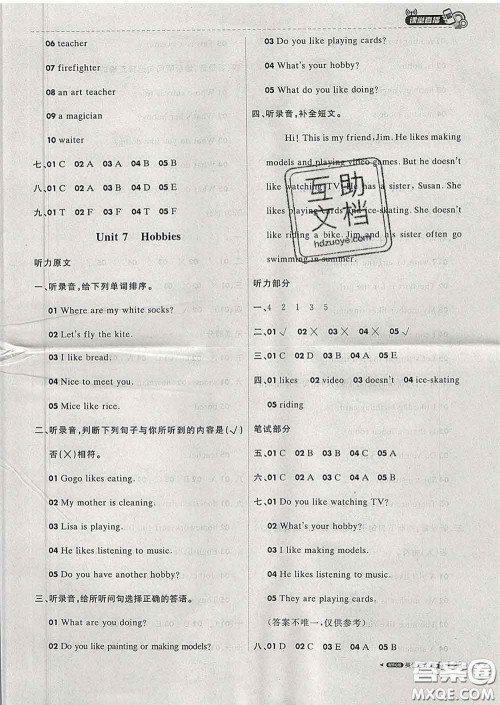 课堂直播
06 teacher
07 firefighter
08 an art teacher
09 a magician
10 waiter
七、01 C 02 A 03 A 04 B 05 B
八、01 C 02 A 03 B 04 A 05 B
九、01 T 02 F 03 T 04 F 05 F
Unit 7 Hobbies
听力原文
一、听录音,给下列单词排序。
01 Where are my white socks?
02 Let's fly the kite.
03 I like bread.
04 Nice to meet you.
05 Mice like rice.
二、听录音,判断下列句子与你所听到的内容是(√)
否(×)相符。
01 Gogo likes eating.
02 My mother is cleaning.
03 Lisa is playing.
04 He likes listening to music.
05 Do you have another hobby?
三、听录音,给所听问句选择正确的答语。
01 What are you doing?
02 Do you like painting or making models?
03 Do you like playing cards?
04 What's your hobby?
05 What do you like doing?
四、听录音,补全短文。
Hi! This is my friend, Jim. He likes making
models and playing video games. But he doesn't
like watching TV. He has a sister, Susan. She
likes playing cards and ice-skating. She doesn't
like riding a bike. Jim, and his sister often go
swimming in summer.
听力部分
一、4 2 1 3 5
二、01 √ 02 × 03 × 04 × 05 √
三、01 C 02 D 03 B 04 A 05 E
四、01 likes 02 video 03 doesn't 04 ice-skating
05 riding
笔试部分
五、01 C 02 B 03 C 04 C 05 A
六、01 C 02 B 03 A 04 A 05 A
七、01 Do you like watching TV?
02 What's your hobby?
03 I like making models.
04 He likes listening to music.
05 They are playing cards.
(答案不唯一,仅供参考)
八、01 C 02 D 03 B 04 A 05 E
互助文档
hdzuoye.com
答案圈
MXQE.COM